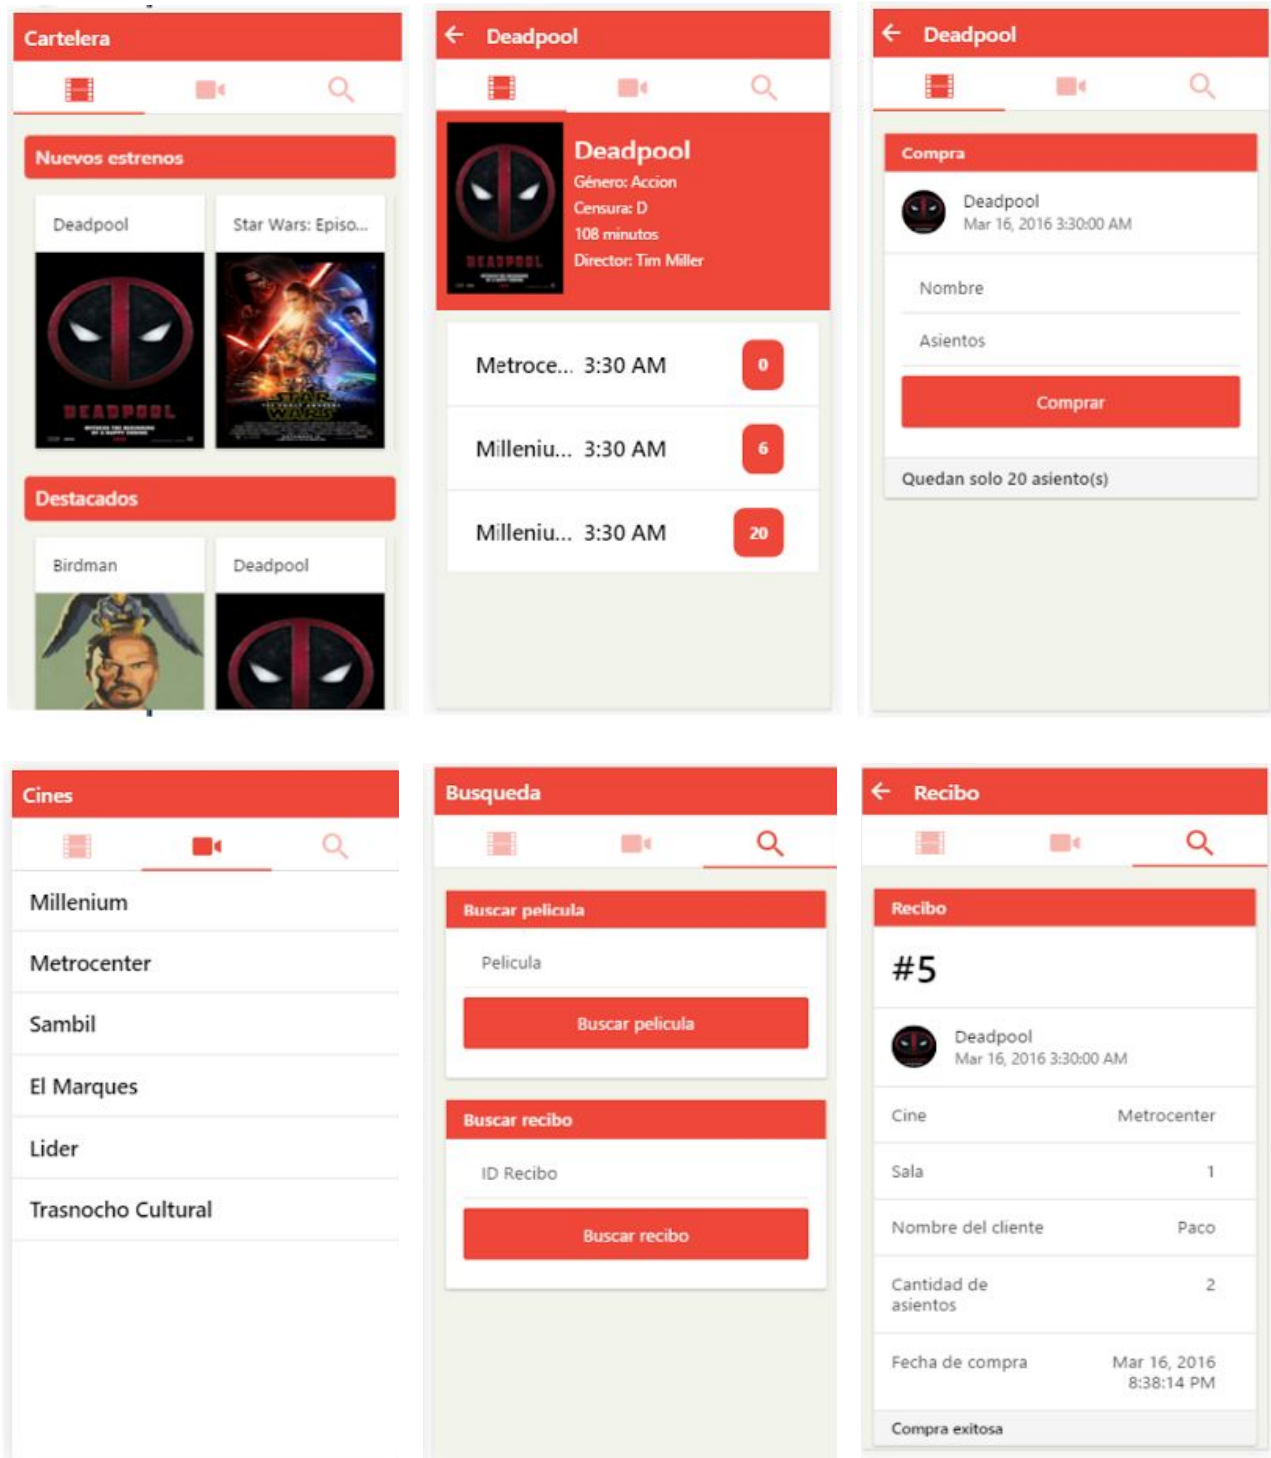 Cartelera
Nuevos estrenos
Deadpool
Star Wars: Episo...
DEADPOOL
STAR
WARS
Destacados
Birdman
Deadpool
Deadpool
Deadpool
Género: Accion
Censura: D
108 minutos
Director: Tim Miller
DEADPOOL
Metroce... 3:30 AM 0
Milleniu... 3:30 AM 6
Milleniu... 3:30 AM 20
Deadpool
Compra
Deadpool
Mar 16, 2016 3:30:00 AM
Nombre
Asientos
Comprar
Quedan solo 20 asiento(s)
Cines
Millenium
Metrocenter
Sambil
El Marques
Lider
Trasnocho Cultural
Busqueda
Buscar pelicula
Pelicula
Buscar pelicula
Buscar recibo
ID Recibo
Buscar recibo
Recibo
Recibo
#5
Deadpool
Mar 16, 2016 3:30:00 AM
Cine Metrocenter
Sala 1
Nombre del cliente Paco
Cantidad de 2
asientos
Fecha de compra Mar 16, 2016
8:38:14 PM
Compra exitosa